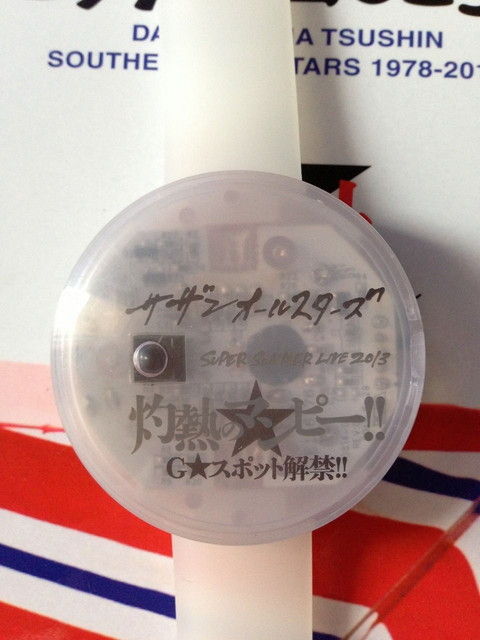 DA
A TSUSHIN
SOUTHE
TARS 1978-201
サザンオールスターズ
SUPER SUMMER LIVE 2013
灼熱のマ★ピー!!
G★スポット解禁!!